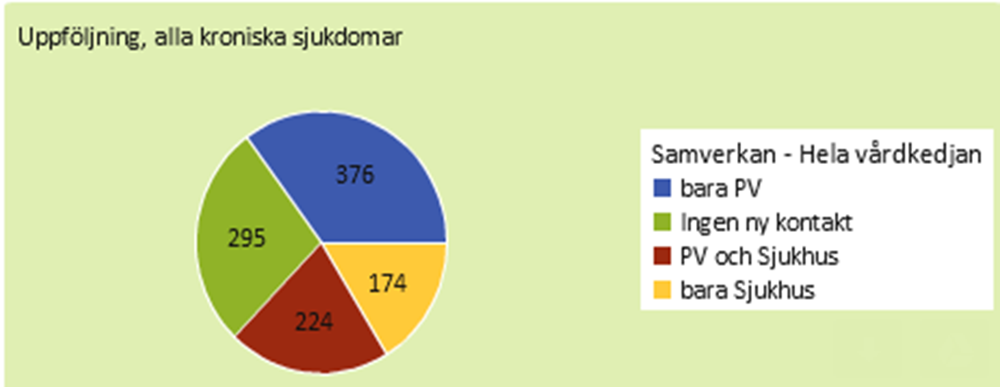 Uppföljning, alla kroniska sjukdomar
376
295
174
224
Samverkan - Hela vårdkedjan
bara PV
Ingen ny kontakt
PV och Sjukhus
bara Sjukhus